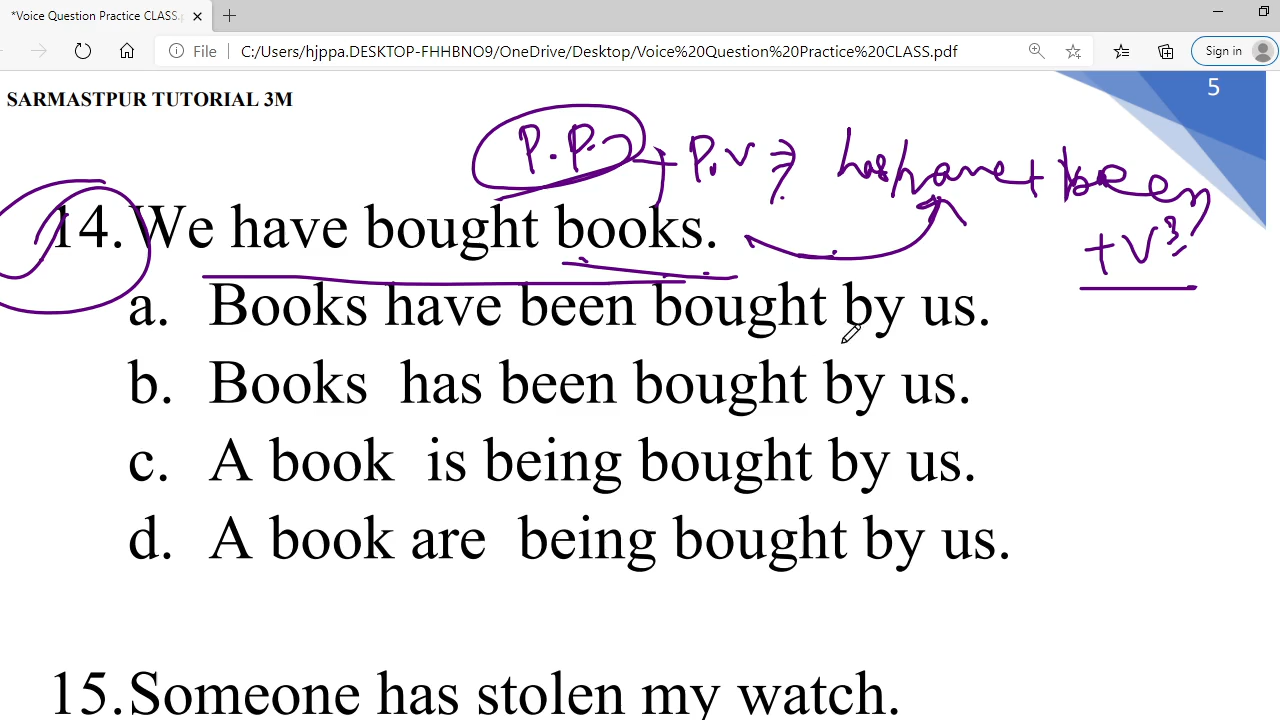 *Voice Question Practice CLASS.p
File C:/Users/hjppa.DESKTOP-FHHBNO9/OneDrive/Desktop/Voice%20Question%20Practice%20CLASS.pdf
Sign in
SARMASTPUR TUTORIAL 3M
5
P.P. + P.V ⇒ has/have + been
+ V³
14. We have bought books.
a. Books have been bought by us.
b. Books has been bought by us.
c. A book is being bought by us.
d. A book are being bought by us.
15. Someone has stolen my watch.